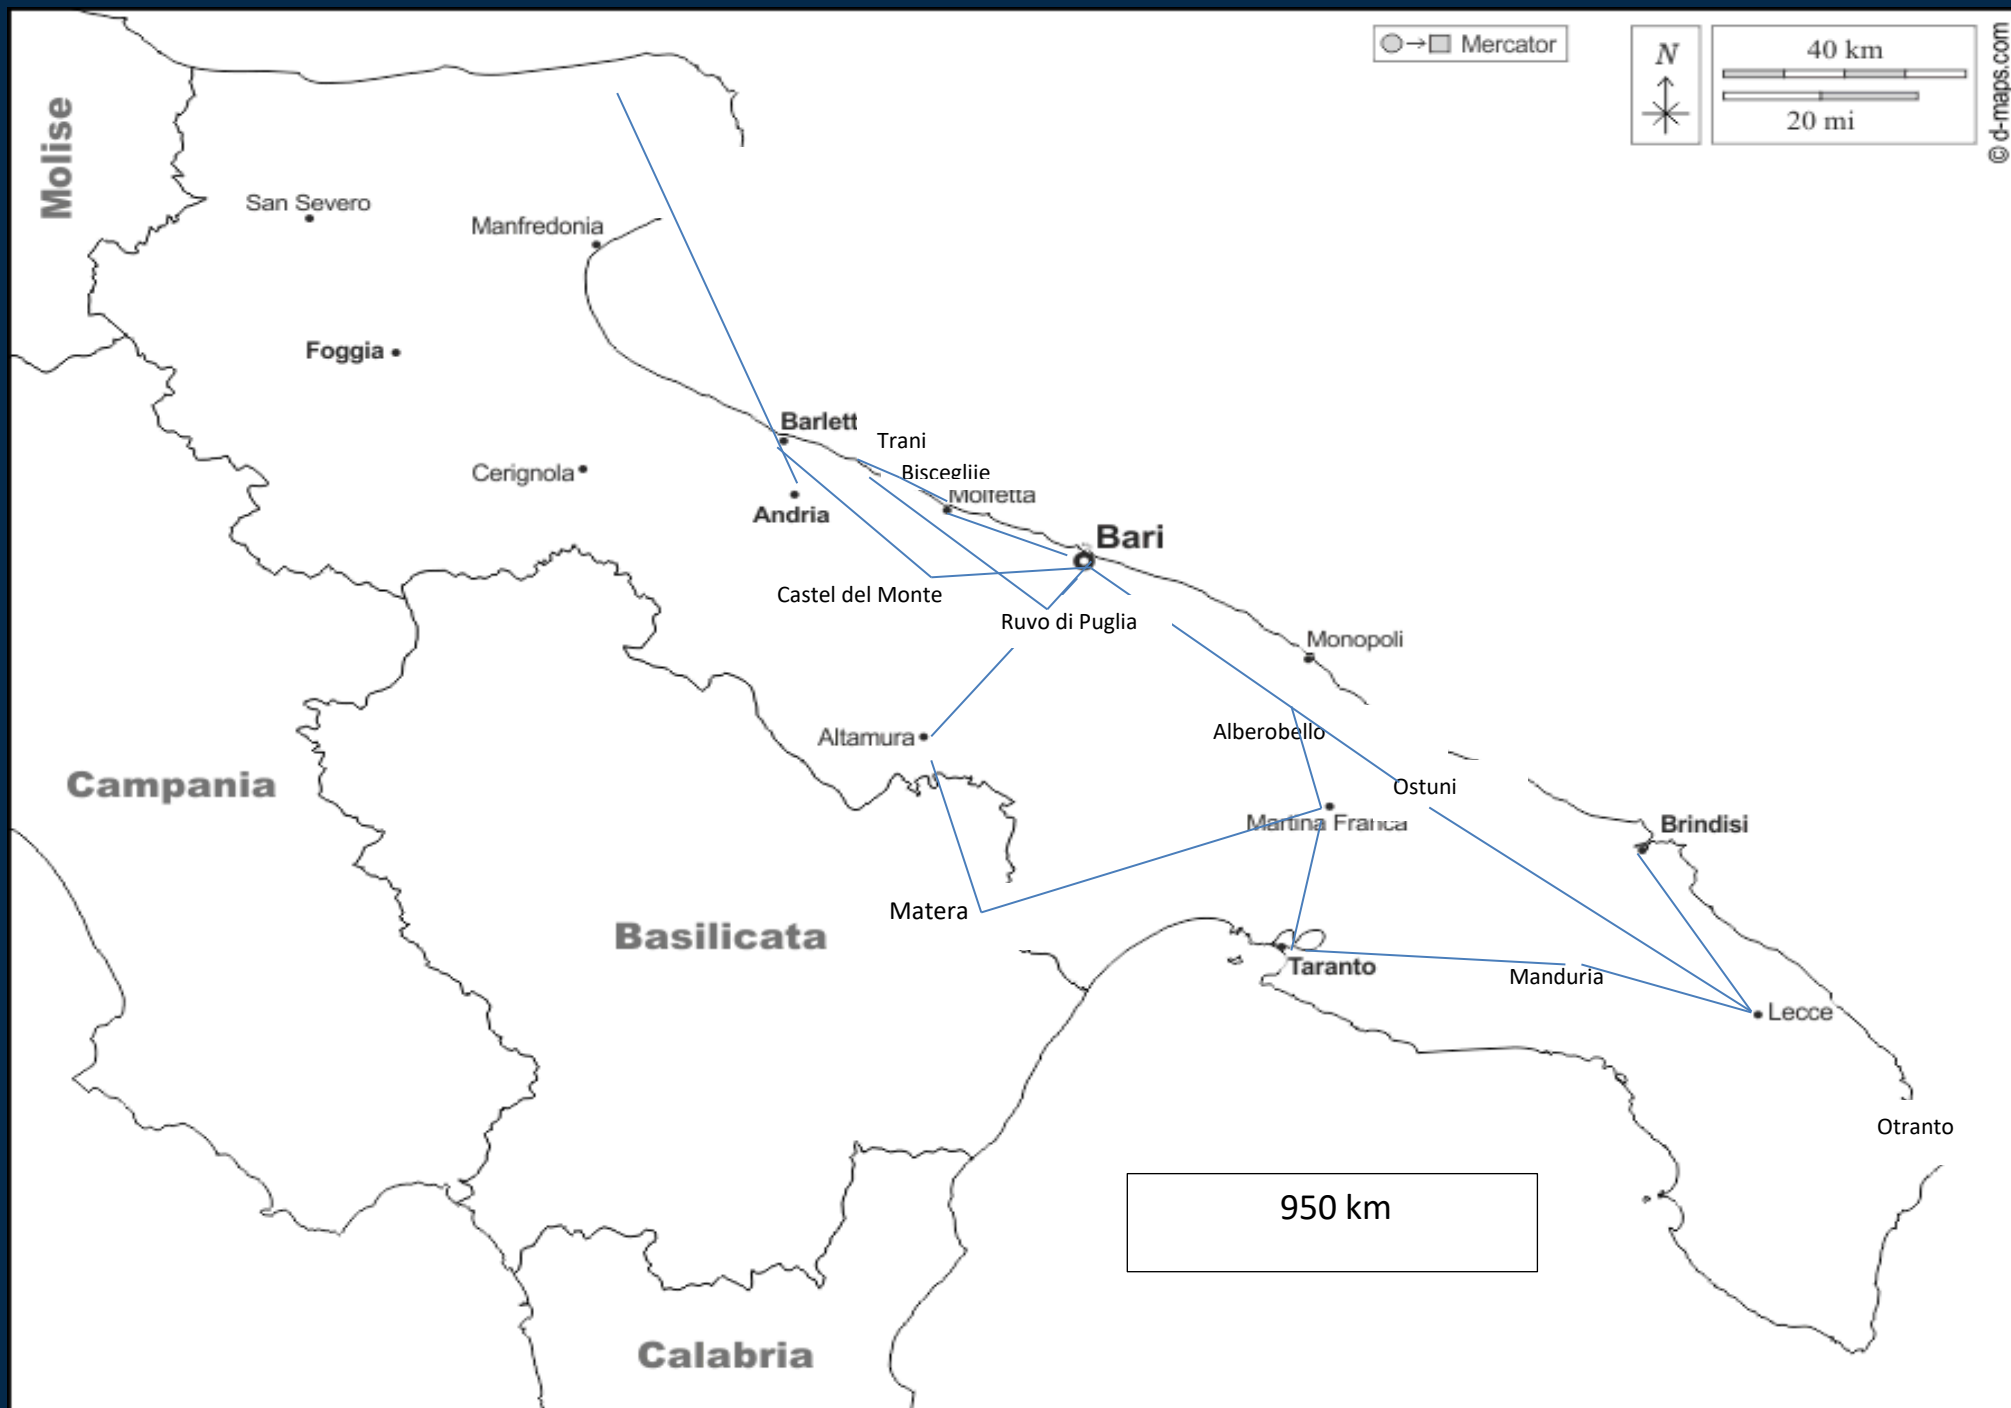 Mercator
N
40 km
20 mi
© d-maps.com
Molise
San Severo
Manfredonia
Foggia
Barlett
Trani
Bisceglije
Cerignola
Molfetta
Andria
Bari
Castel del Monte
Ruvo di Puglia
Monopoli
Altamura
Alberobello
Campania
Ostuni
Martina Franca
Brindisi
Matera
Basilicata
Taranto
Manduria
Lecce
Otranto
950 km
Calabria